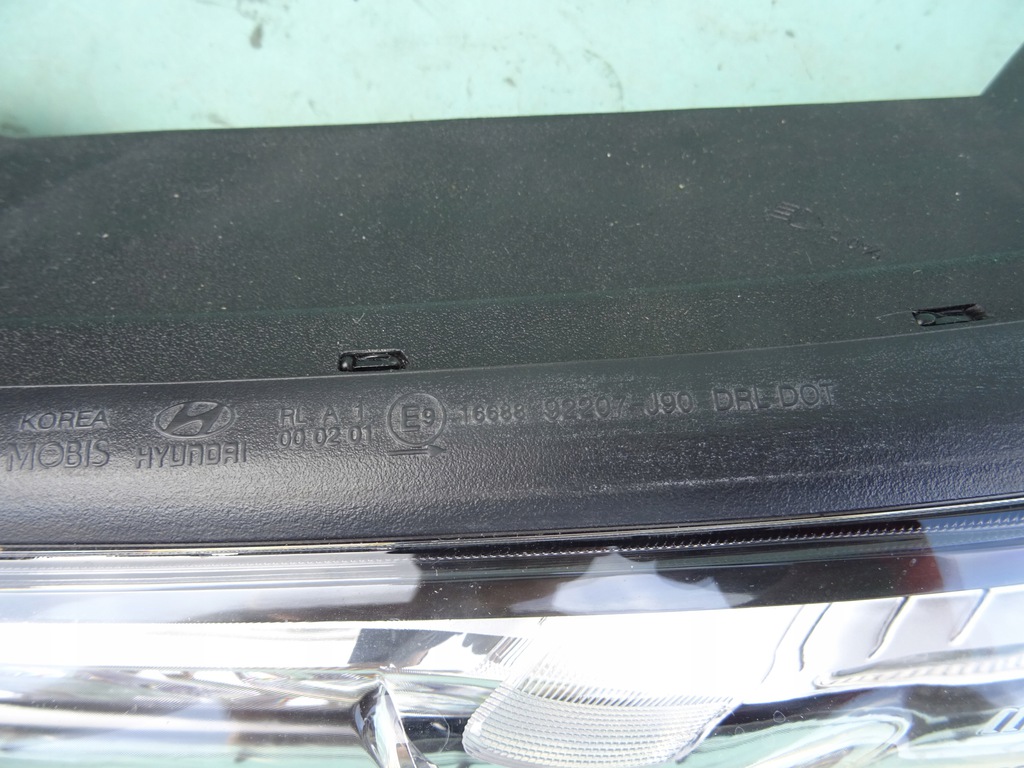 KOREA
MOBIS
HYUNDAI
RL A 1
00 02 01
E9
16688 92207 J90 DRL-DOT